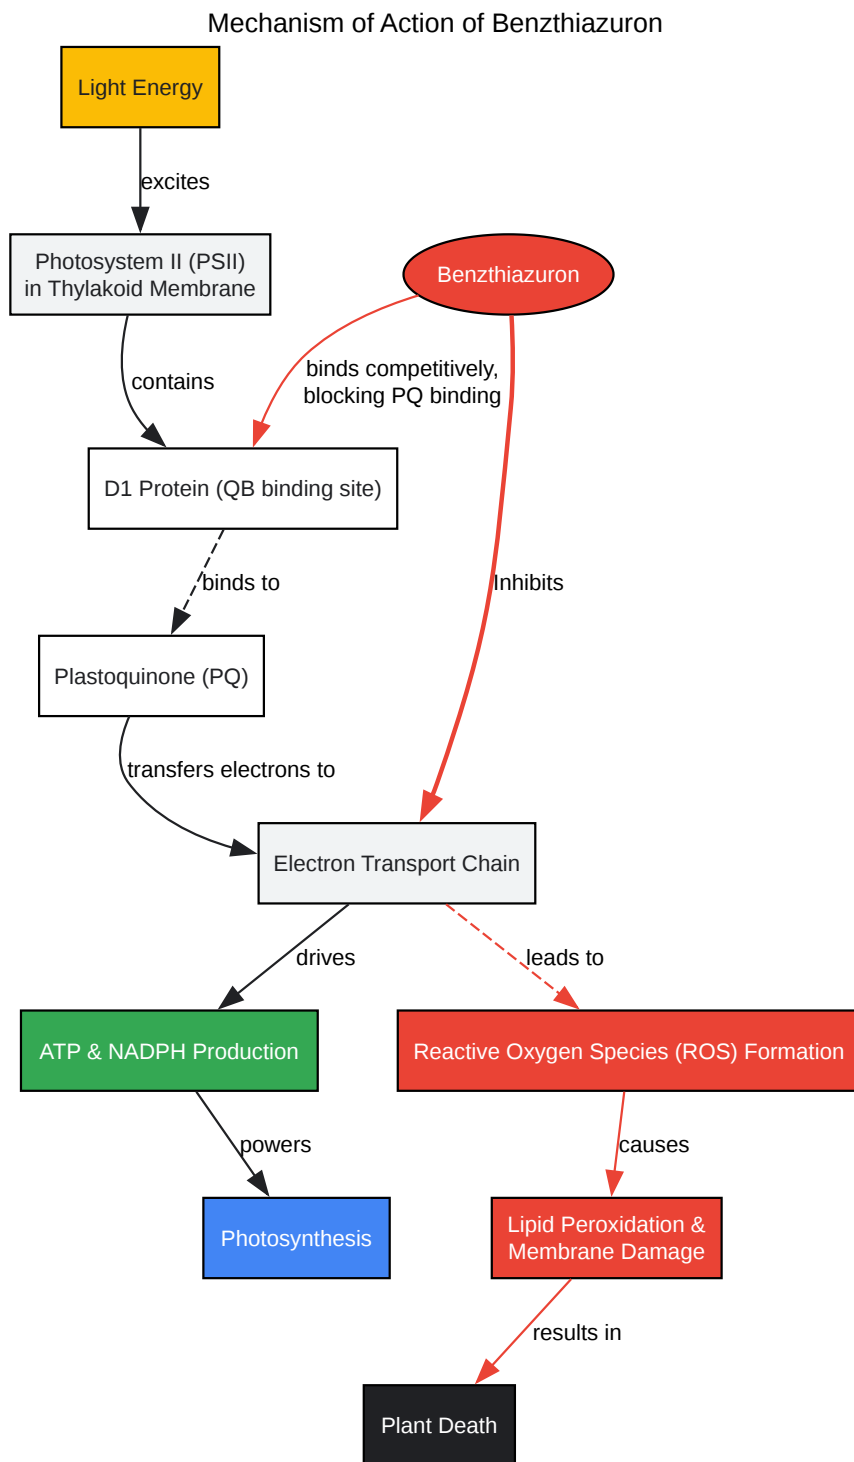 Mechanism of Action of Benzthiazuron
Light Energy
excites
Photosystem II (PSII)
in Thylakoid Membrane
Benzthiazuron
contains
binds competitively,
blocking PQ binding
D1 Protein (QB binding site)
binds to
Inhibits
Plastoquinone (PQ)
transfers electrons to
Electron Transport Chain
drives
leads to
ATP & NADPH Production
Reactive Oxygen Species (ROS) Formation
powers
causes
Photosynthesis
Lipid Peroxidation &
Membrane Damage
results in
Plant Death